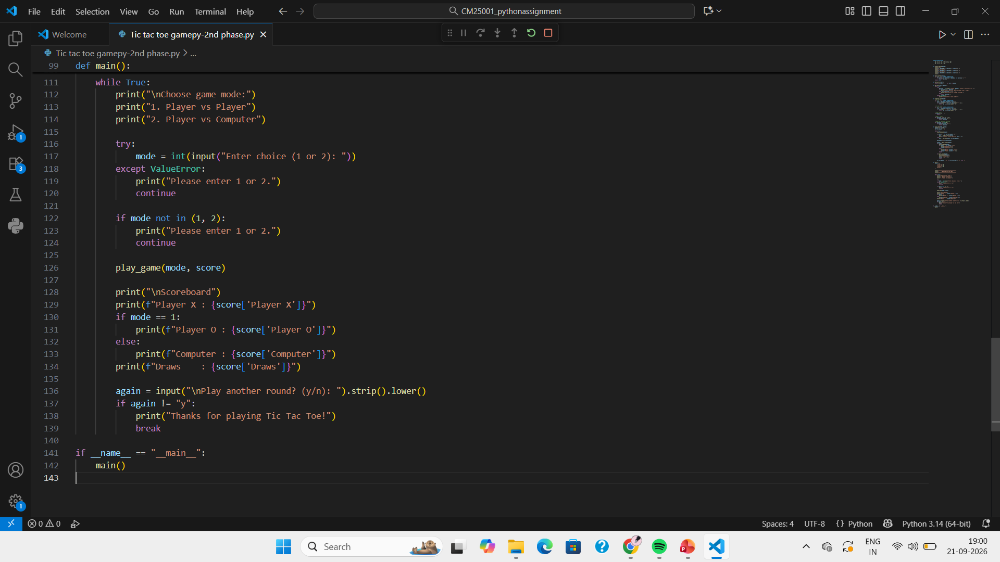 File Edit Selection View Go Run Terminal Help
CM25001_pythonassignment
Welcome
Tic tac toe gamepy-2nd phase.py
Tic tac toe gamepy-2nd phase.py > ...
99 def main():
111 while True:
112 print("\nChoose game mode:")
113 print("1. Player vs Player")
114 print("2. Player vs Computer")
115
116 try:
117 mode = int(input("Enter choice (1 or 2): "))
118 except ValueError:
119 print("Please enter 1 or 2.")
120 continue
121
122 if mode not in (1, 2):
123 print("Please enter 1 or 2.")
124 continue
125
126 play_game(mode, score)
127
128 print("\nScoreboard")
129 print(f"Player X : {score['Player X']}")
130 if mode == 1:
131 print(f"Player O : {score['Player O']}")
132 else:
133 print(f"Computer : {score['Computer']}")
134 print(f"Draws    : {score['Draws']}")
135
136 again = input("\nPlay another round? (y/n): ").strip().lower()
137 if again != "y":
138 print("Thanks for playing Tic Tac Toe!")
139 break
140
141 if __name__ == "__main__":
142 main()
143
1
3
1
0 0
Spaces: 4 UTF-8 {} Python Python 3.14 (64-bit)
Search
ENG
IN
19:00
21-09-2026